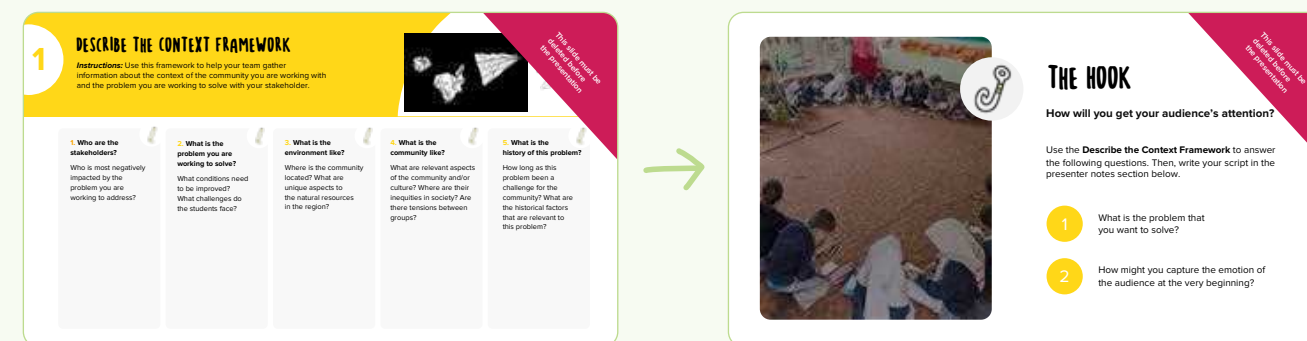 1
DESCRIBE THE CONTEXT FRAMEWORK
Instructions: Use this framework to help your team gather
information about the context of the community you are working with
and the problem you are working to solve with your stakeholder.
This slide must be
deleted before
the presentation
1. Who are the
stakeholders?
Who is most negatively
impacted by the
problem you are
working to address?
2. What is the
problem you are
working to solve?
What conditions need
to be improved?
What challenges do
the students face?
3. What is the
environment like?
Where is the community
located? What are
unique aspects to
the natural resources
in the region?
4. What is the
community like?
What are relevant aspects
of the community and/or
culture? Where are their
inequities in society? Are
there tensions between
groups?
5. What is the
history of this problem?
How long as this
problem been a
challenge for the
community? What are
the historical factors
that are relevant to
this problem?
THE HOOK
This slide must be
deleted before
the presentation
How will you get your audience's attention?
Use the Describe the Context Framework to answer
the following questions. Then, write your script in the
presenter notes section below.
1
What is the problem that
you want to solve?
2
How might you capture the emotion of
the audience at the very beginning?